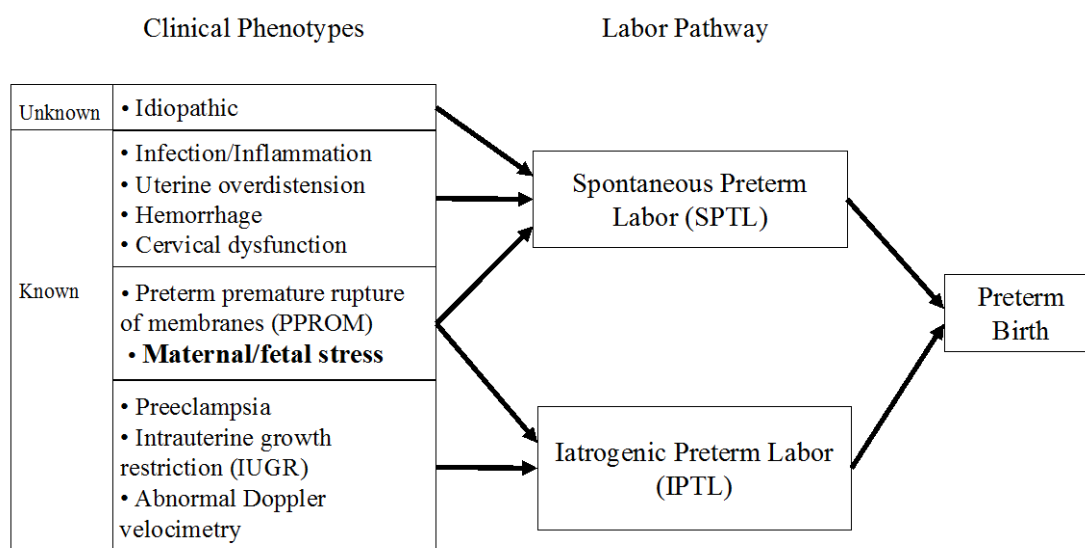 Clinical Phenotypes
Labor Pathway
Unknown
• Idiopathic
Known
• Infection/Inflammation
• Uterine overdistension
• Hemorrhage
• Cervical dysfunction
• Preterm premature rupture
of membranes (PPROM)
• Maternal/fetal stress
• Preeclampsia
• Intrauterine growth
restriction (IUGR)
• Abnormal Doppler
velocimetry
Spontaneous Preterm
Labor (SPTL)
Iatrogenic Preterm Labor
(IPTL)
Preterm
Birth